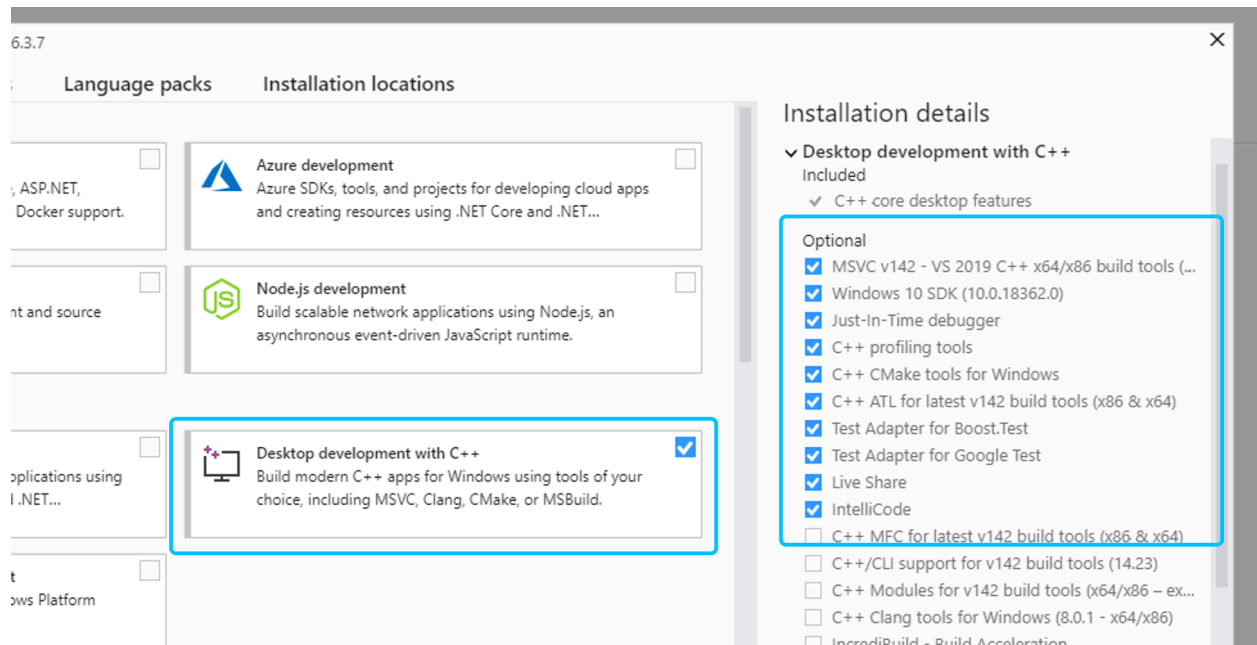 6.3.7
Language packs
Installation locations
, ASP.NET,
Docker support.
Azure development
Azure SDKs, tools, and projects for developing cloud apps
and creating resources using .NET Core and .NET...
nt and source
JS
Node.js development
Build scalable network applications using Node.js, an
asynchronous event-driven JavaScript runtime.
pplications using
.NET...
Desktop development with C++
Build modern C++ apps for Windows using tools of your
choice, including MSVC, Clang, CMake, or MSBuild.
t
ows Platform
Installation details
Desktop development with C++
Included
C++ core desktop features
Optional
MSVC v142 - VS 2019 C++ x64/x86 build tools (...
Windows 10 SDK (10.0.18362.0)
Just-In-Time debugger
C++ profiling tools
C++ CMake tools for Windows
C++ ATL for latest v142 build tools (x86 & x64)
Test Adapter for Boost.Test
Test Adapter for Google Test
Live Share
IntelliCode
C++ MFC for latest v142 build tools (x86 & x64)
C++/CLI support for v142 build tools (14.23)
C++ Modules for v142 build tools (x64/x86 – ex...
C++ Clang tools for Windows (8.0.1 - x64/x86)
IncrediBuild - Build Acceleration